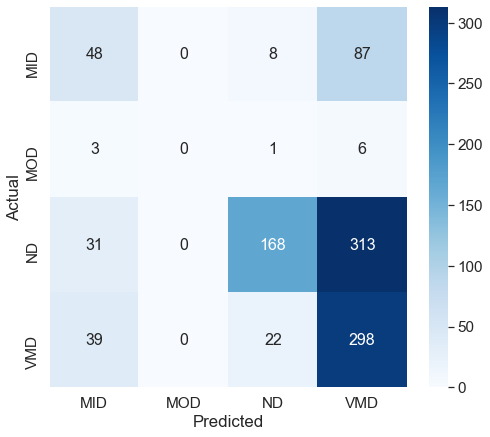 MID 48 0 8 87
MOD 3 0 1 6
ND 31 0 168 313
VMD 39 0 22 298
MID MOD ND VMD
Predicted
Actual
300
250
200
150
100
50
0